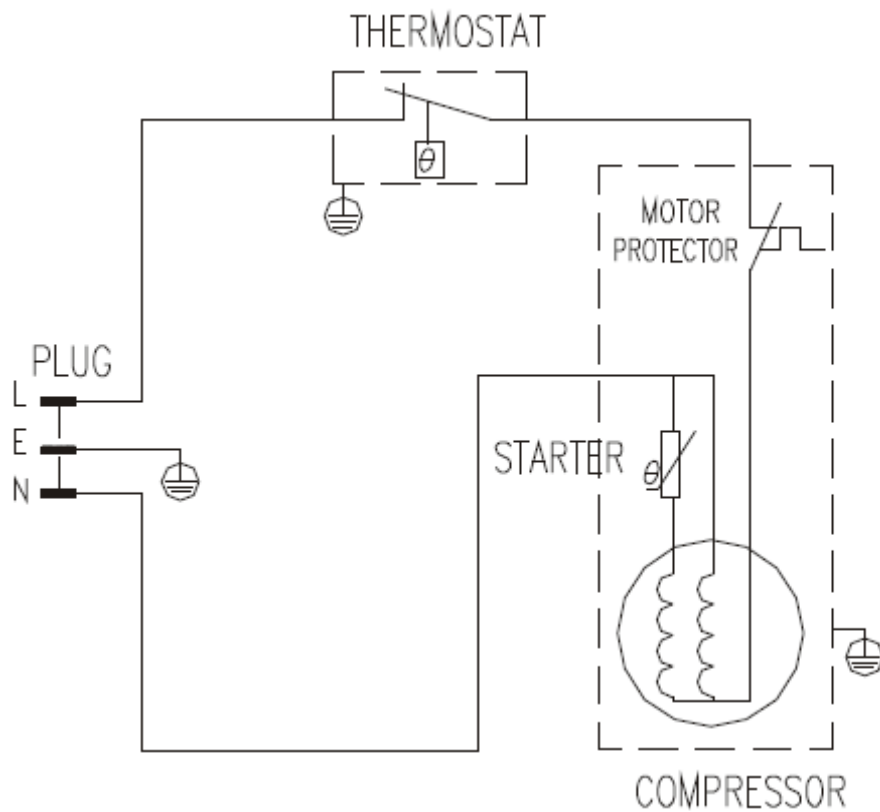 THERMOSTAT
θ
MOTOR
PROTECTOR
PLUG
L
E
N
STARTER
θ
COMPRESSOR